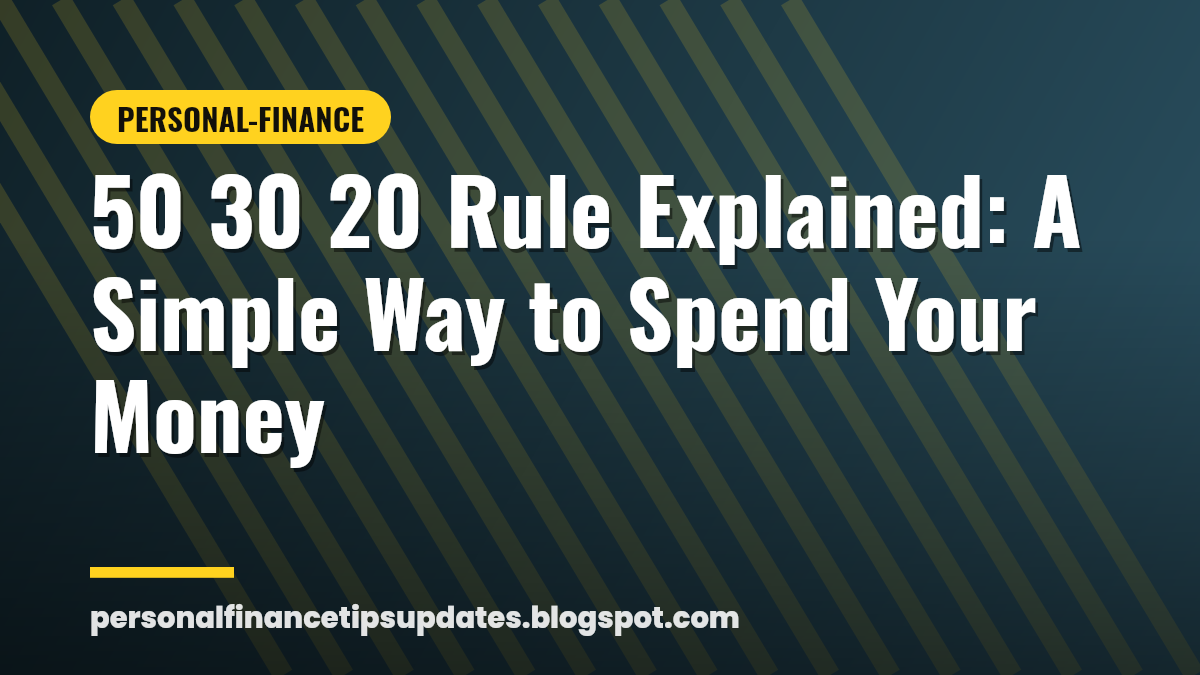 PERSONAL-FINANCE
50 30 20 Rule Explained: A
Simple Way to Spend Your
Money
personalfinancetipsupdates.blogspot.com